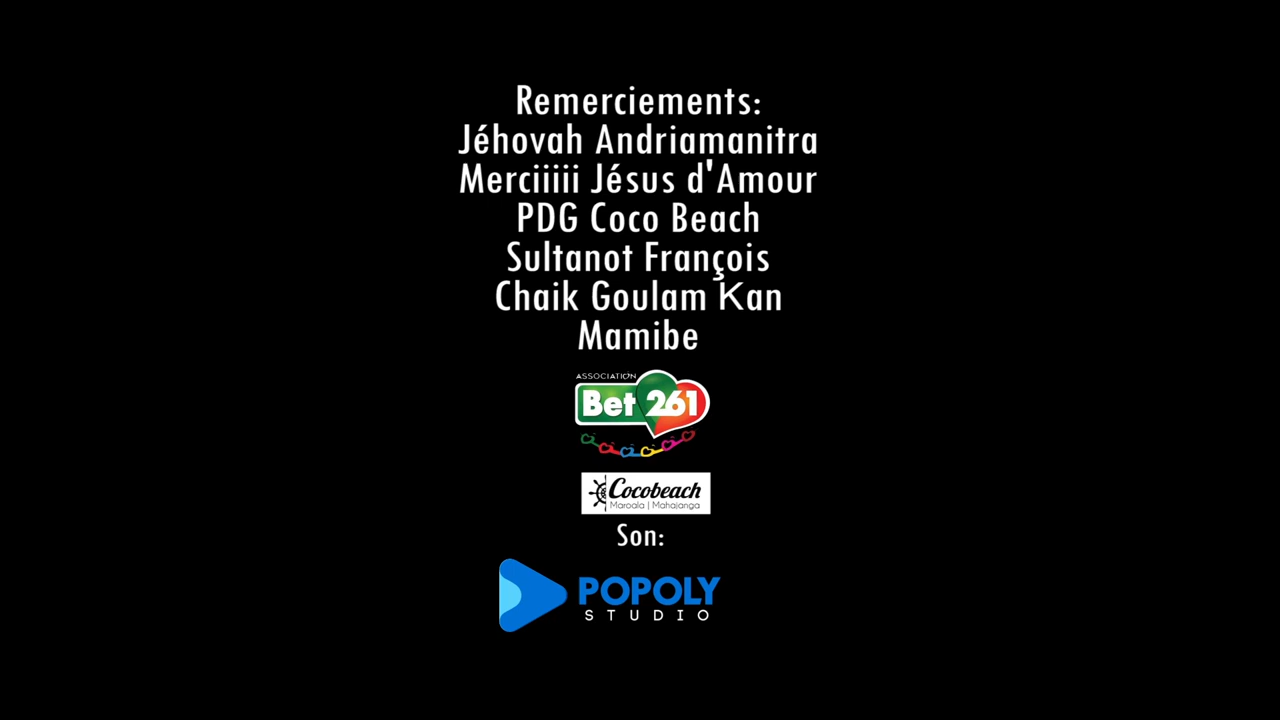 Remerciements:
Jéhovah Andriamanitra
Merciiiii Jésus d'Amour
PDG Coco Beach
Sultanot François
Chaik Goulam Kan
Mamibe
ASSOCIATION
Bet 261
Cocobeach
Maroala | Mahajanga
Son:
POPOLY
STUDIO